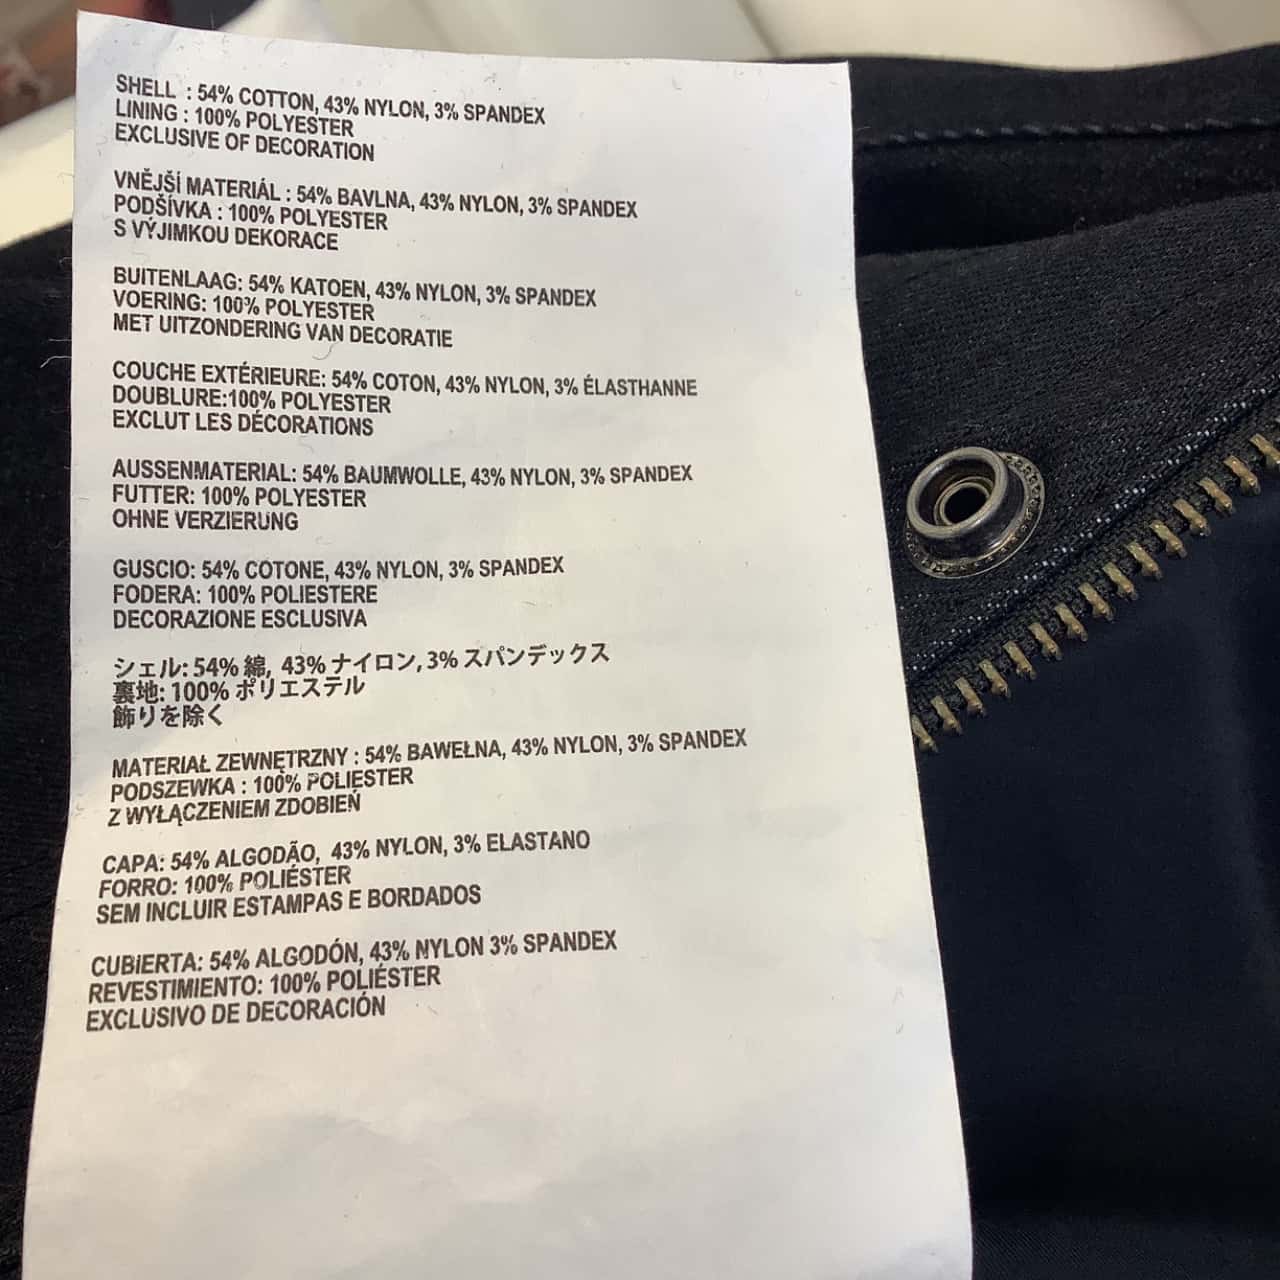 SHELL : 54% COTTON, 43% NYLON, 3% SPANDEX
LINING : 100% POLYESTER
EXCLUSIVE OF DECORATION
VNĚJŠÍ MATERIÁL : 54% BAVLNA, 43% NYLON, 3% SPANDEX
PODŠÍVKA : 100% POLYESTER
S VÝJIMKOU DEKORACE
BUITENLAAG: 54% KATOEN, 43% NYLON, 3% SPANDEX
VOERING: 100% POLYESTER
MET UITZONDERING VAN DECORATIE
COUCHE EXTÉRIEURE: 54% COTON, 43% NYLON, 3% ÉLASTHANNE
DOUBLURE:100% POLYESTER
EXCLUT LES DÉCORATIONS
AUSSENMATERIAL: 54% BAUMWOLLE, 43% NYLON, 3% SPANDEX
FUTTER: 100% POLYESTER
OHNE VERZIERUNG
GUSCIO: 54% COTONE, 43% NYLON, 3% SPANDEX
FODERA: 100% POLIESTERE
DECORAZIONE ESCLUSIVA
シェル: 54% 綿, 43% ナイロン, 3% スパンデックス
裏地: 100% ポリエステル
飾りを除く
MATERIAŁ ZEWNĘTRZNY : 54% BAWEŁNA, 43% NYLON, 3% SPANDEX
PODSZEWKA : 100% POLIESTER
Z WYŁĄCZENIEM ZDOBIEŃ
CAPA: 54% ALGODÃO, 43% NYLON, 3% ELASTANO
FORRO: 100% POLIÉSTER
SEM INCLUIR ESTAMPAS E BORDADOS
CUBIERTA: 54% ALGODÓN, 43% NYLON 3% SPANDEX
REVESTIMIENTO: 100% POLIÉSTER
EXCLUSIVO DE DECORACIÓN